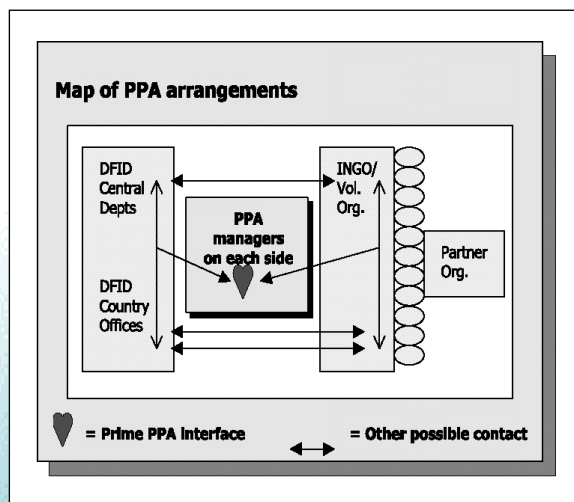 Map of PPA arrangements
DFID
Central
Depts
DFID
Country
Offices
PPA
managers
on each side
INGO/
Vol.
Org.
Partner
Org.
= Prime PPA interface
= Other possible contact